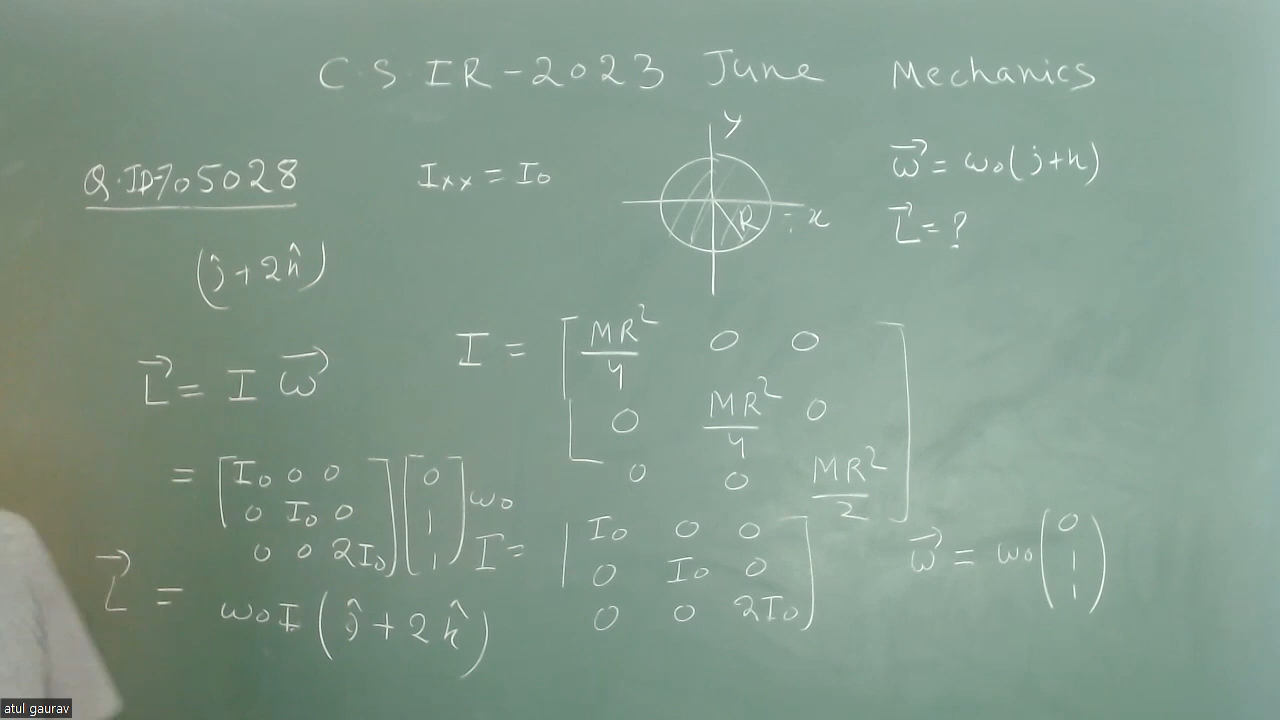 C.S.IR-2023 June Mechanics
Q.ID-705028
Ixx = I₀
y
R
x
ω⃗ = ω₀(j+k)
L⃗ = ?
(ĵ + 2k̂)
L⃗ = I ω⃗
I = [MR²/4 0 0
0 MR²/4 0
0 0 MR²/2]
= [I₀ 0 0
0 I₀ 0
0 0 2I₀] [0
1
1] ω₀
I = [I₀ 0 0
0 I₀ 0
0 0 2I₀]
ω⃗ = ω₀ (0
1
1)
L⃗ = ω₀I (ĵ + 2k̂)
atul gaurav